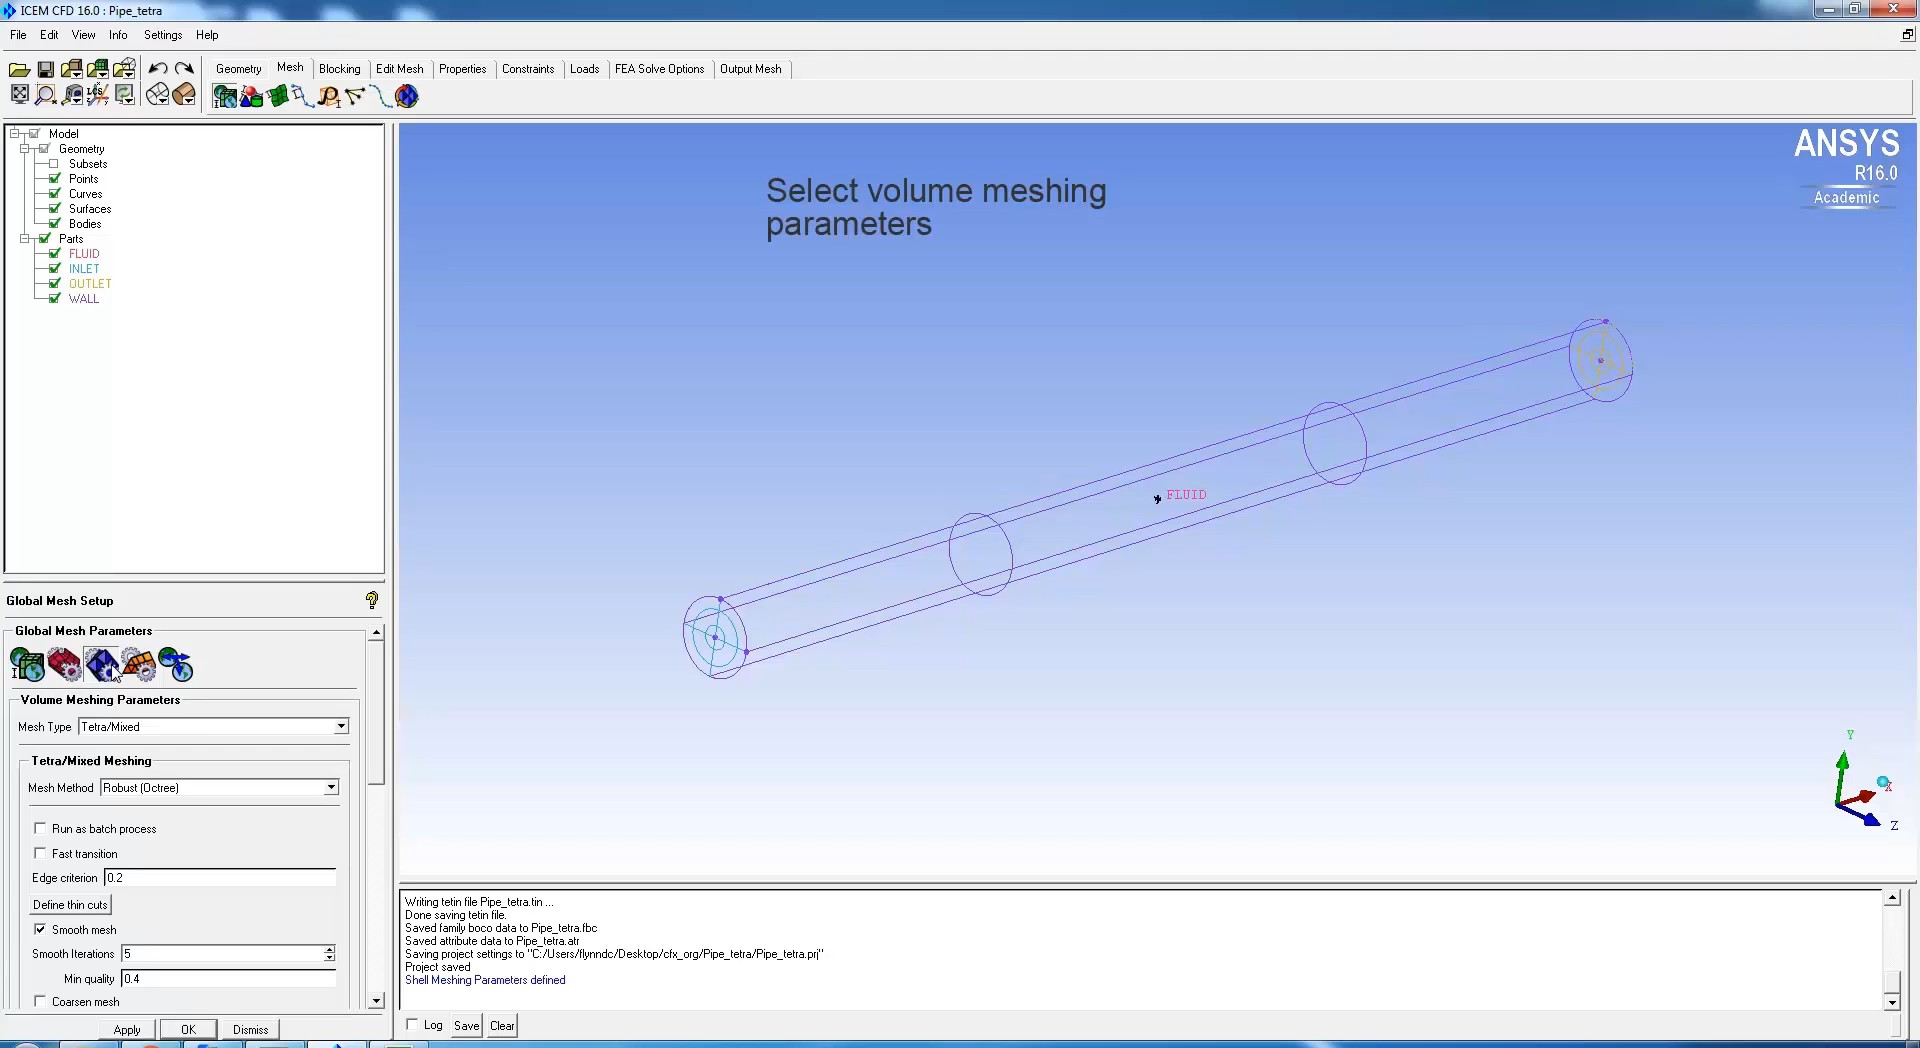 ICEM CFD 16.0 : Pipe_tetra
File Edit View Info Settings Help
Geometry Mesh Blocking Edit Mesh Properties Constraints Loads FEA Solve Options Output Mesh
LCS
Model
Geometry
Subsets
Points
Curves
Surfaces
Bodies
Parts
FLUID
INLET
OUTLET
WALL
Select volume meshing
parameters
ANSYS
R16.0
Academic
FLUID
Y
X
Z
Global Mesh Setup
Global Mesh Parameters
Volume Meshing Parameters
Mesh Type Tetra/Mixed
Tetra/Mixed Meshing
Mesh Method Robust (Octree)
Run as batch process
Fast transition
Edge criterion 0.2
Define thin cuts
Smooth mesh
Smooth Iterations 5
Min quality 0.4
Coarsen mesh
Apply OK Dismiss
Writing tetin file Pipe_tetra.tin ...
Done saving tetin file.
Saved family boco data to Pipe_tetra.fbc
Saved attribute data to Pipe_tetra.atr
Saving project settings to "C:/Users/flynndc/Desktop/cfx_org/Pipe_tetra/Pipe_tetra.prj"
Project saved
Shell Meshing Parameters defined
Log Save Clear